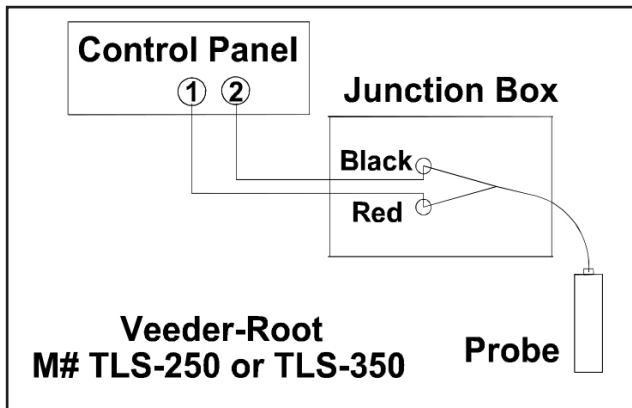 Control Panel
1 2
Junction Box
Black
Red
Veeder-Root
M# TLS-250 or TLS-350
Probe